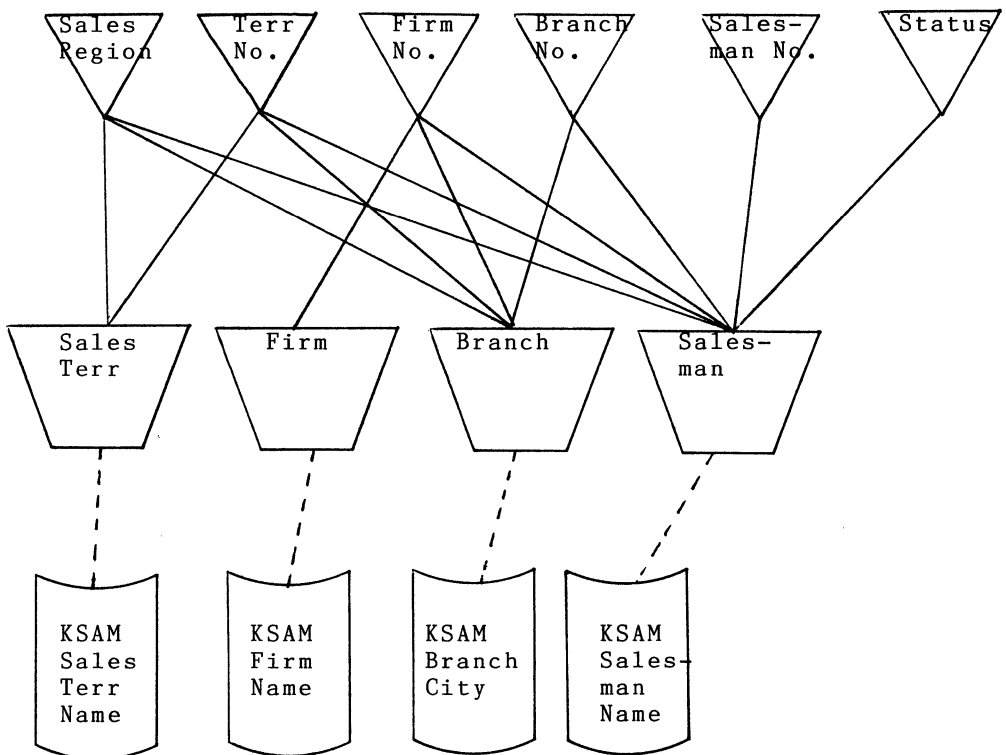 Sales
Region
Terr
No.
Firm
No.
Branch
No.
Sales-
man No.
Status
Sales
Terr
Firm
Branch
Sales-
man
KSAM
Sales
Terr
Name
KSAM
Firm
Name
KSAM
Branch
City
KSAM
Sales-
man
Name